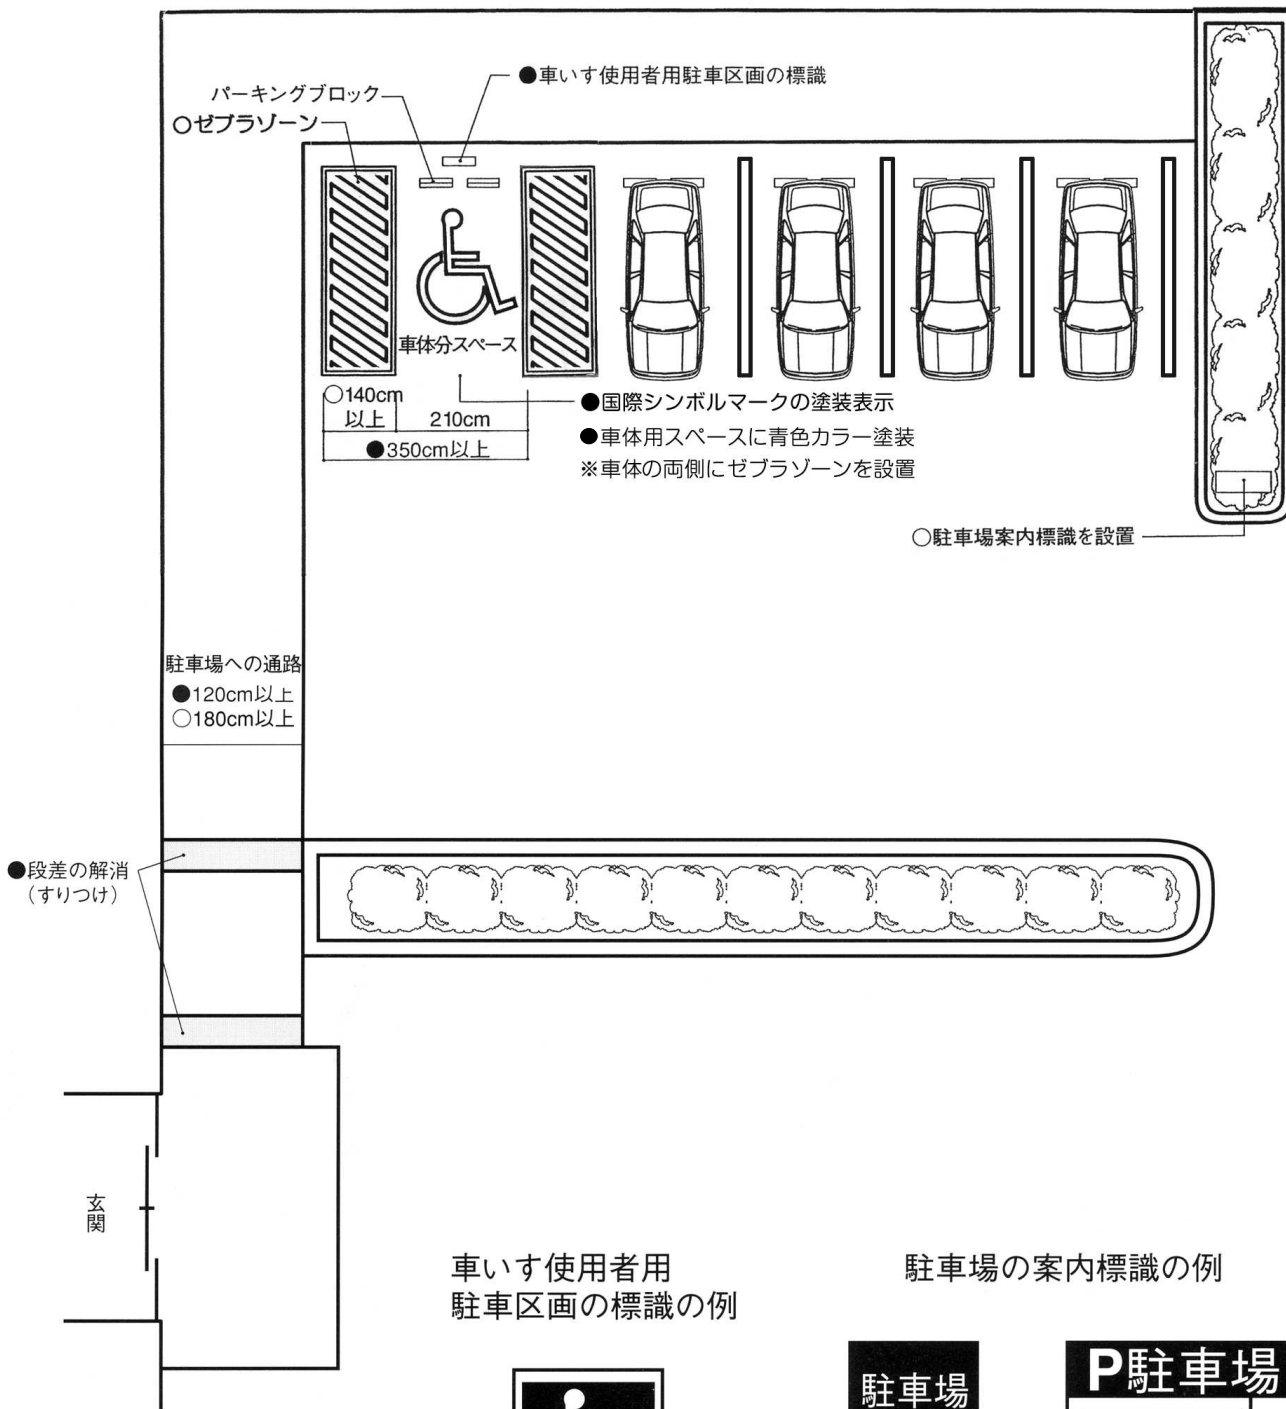 ●車いす使用者用駐車区画の標識
パーキングブロック
○ゼブラゾーン
車体分スペース
○140cm
以上
210cm
●350cm以上
●国際シンボルマークの塗装表示
●車体用スペースに青色カラー塗装
※車体の両側にゼブラゾーンを設置
○駐車場案内標識を設置
駐車場への通路
●120cm以上
○180cm以上
●段差の解消
(すりつけ)
玄関
車いす使用者用
駐車区画の標識の例
駐車場の案内標識の例
駐車場
P駐車場